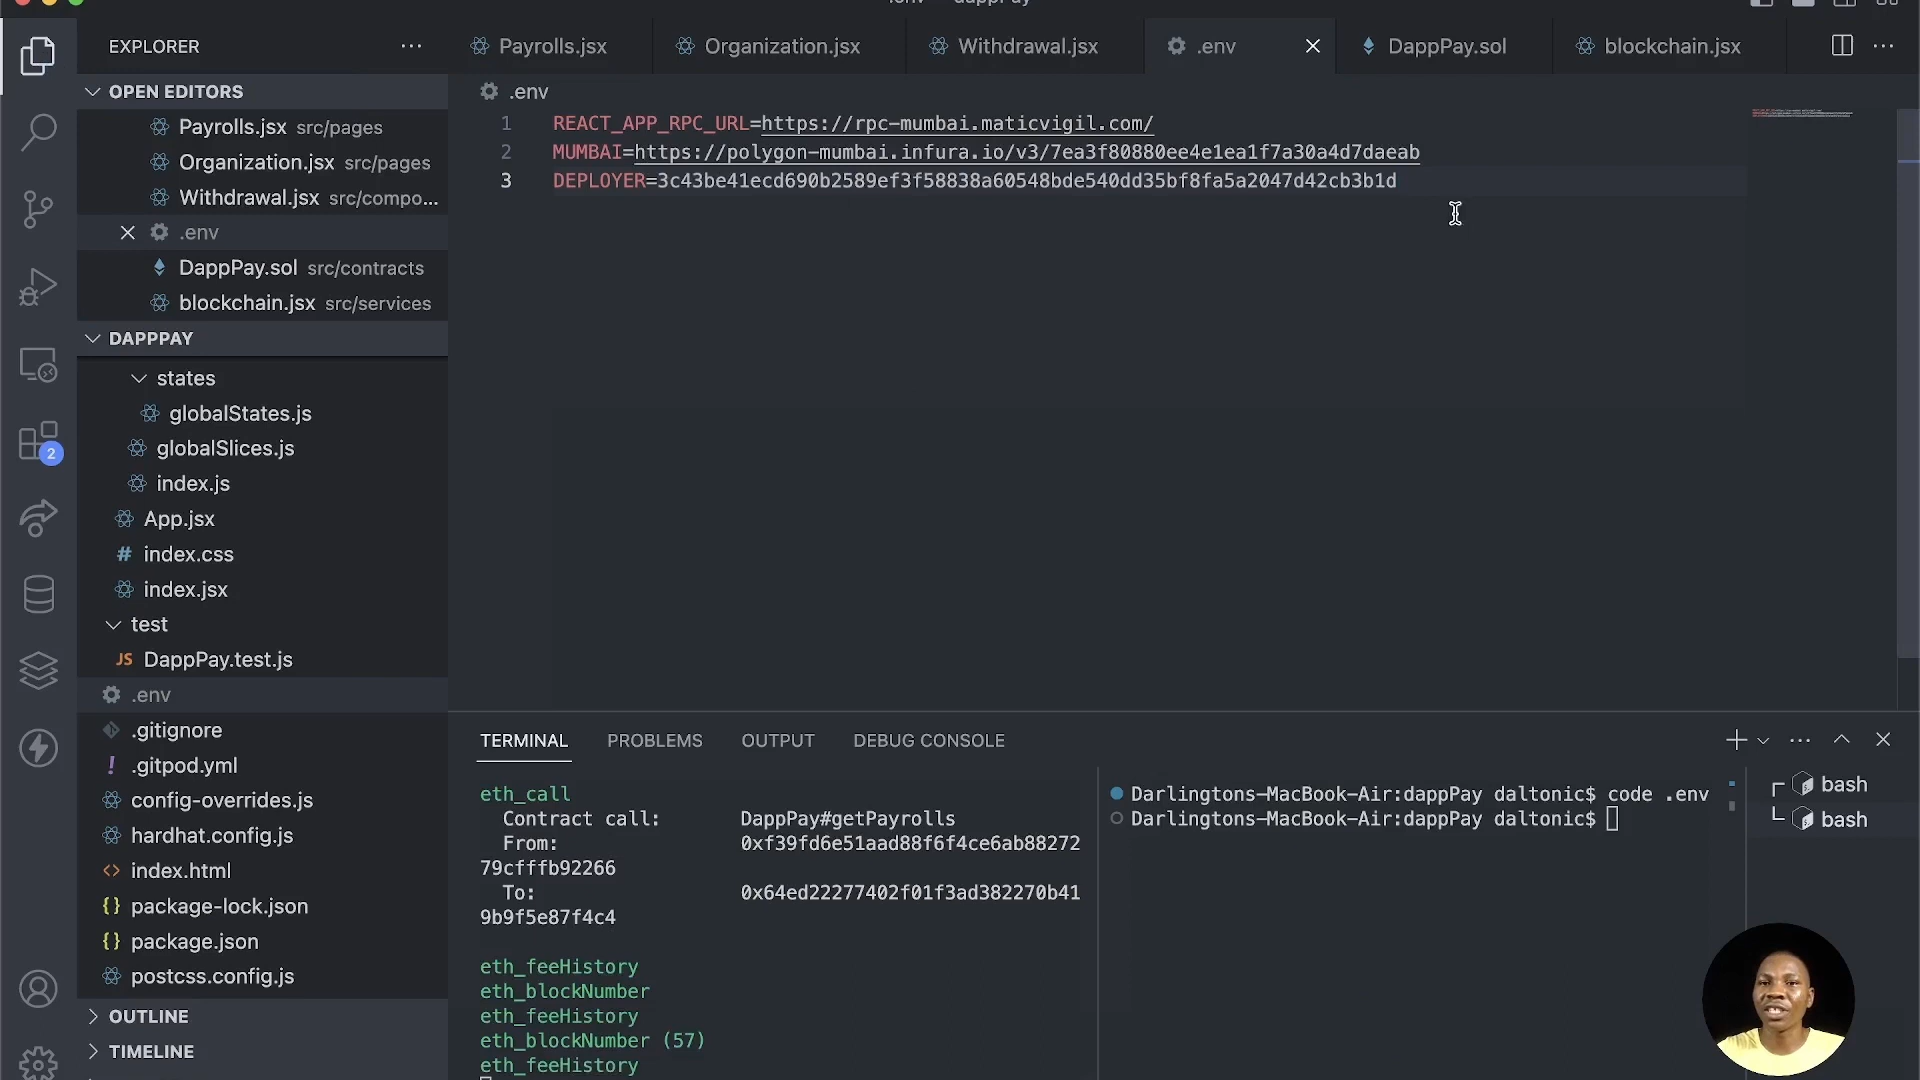 .env — dappPay
EXPLORER
Payrolls.jsx
Organization.jsx
Withdrawal.jsx
.env
DappPay.sol
blockchain.jsx
OPEN EDITORS
Payrolls.jsx src/pages
Organization.jsx src/pages
Withdrawal.jsx src/compo...
.env
DappPay.sol src/contracts
blockchain.jsx src/services
DAPPPAY
states
globalStates.js
globalSlices.js
index.js
App.jsx
index.css
index.jsx
test
DappPay.test.js
.env
.gitignore
.gitpod.yml
config-overrides.js
hardhat.config.js
index.html
package-lock.json
package.json
postcss.config.js
OUTLINE
TIMELINE
2
.env
1 REACT_APP_RPC_URL=https://rpc-mumbai.maticvigil.com/
2 MUMBAI=https://polygon-mumbai.infura.io/v3/7ea3f80880ee4e1ea1f7a30a4d7daeab
3 DEPLOYER=3c43be41ecd690b2589ef3f58838a60548bde540dd35bf8fa5a2047d42cb3b1d
TERMINAL
PROBLEMS
OUTPUT
DEBUG CONSOLE
eth_call
Contract call: DappPay#getPayrolls
From: 0xf39fd6e51aad88f6f4ce6ab88272
79cfffb92266
To: 0x64ed22277402f01f3ad382270b41
9b9f5e87f4c4
eth_feeHistory
eth_blockNumber
eth_feeHistory
eth_blockNumber (57)
eth_feeHistory
Darlingtons-MacBook-Air:dappPay daltonic$ code .env
Darlingtons-MacBook-Air:dappPay daltonic$
bash
bash